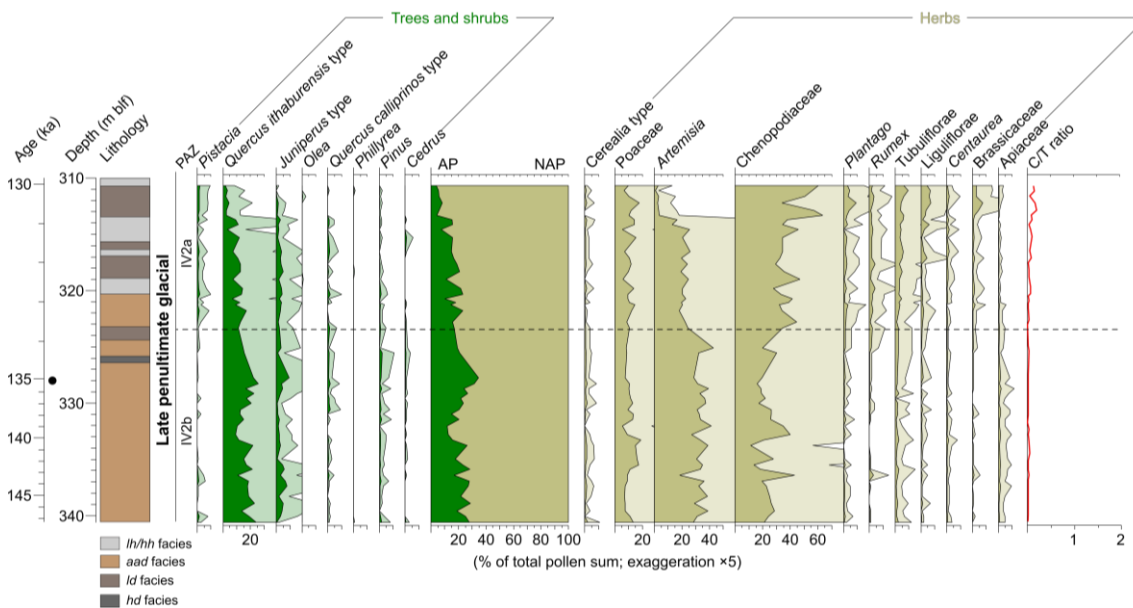 Trees and shrubs
Herbs
Age (ka)
Depth (m blf)
Lithology
PAZ
Pistacia
Quercus ithaburensis type
Juniperus type
Olea
Quercus calliprinos type
Phillyrea
Pinus
Cedrus
AP
NAP
Cerealia type
Poaceae
Artemisia
Chenopodiaceae
Plantago
Rumex
Tubuliflorae
Liguliflorae
Centaurea
Brassicaceae
Apiaceae
C/T ratio
130
135
140
145
310
320
330
340
Late penultimate glacial
IV2a
IV2b
20
20 40 60 80 100
20
20 40
20 40 60
1 2
(% of total pollen sum; exaggeration ×5)
lh/hh facies
aad facies
ld facies
hd facies